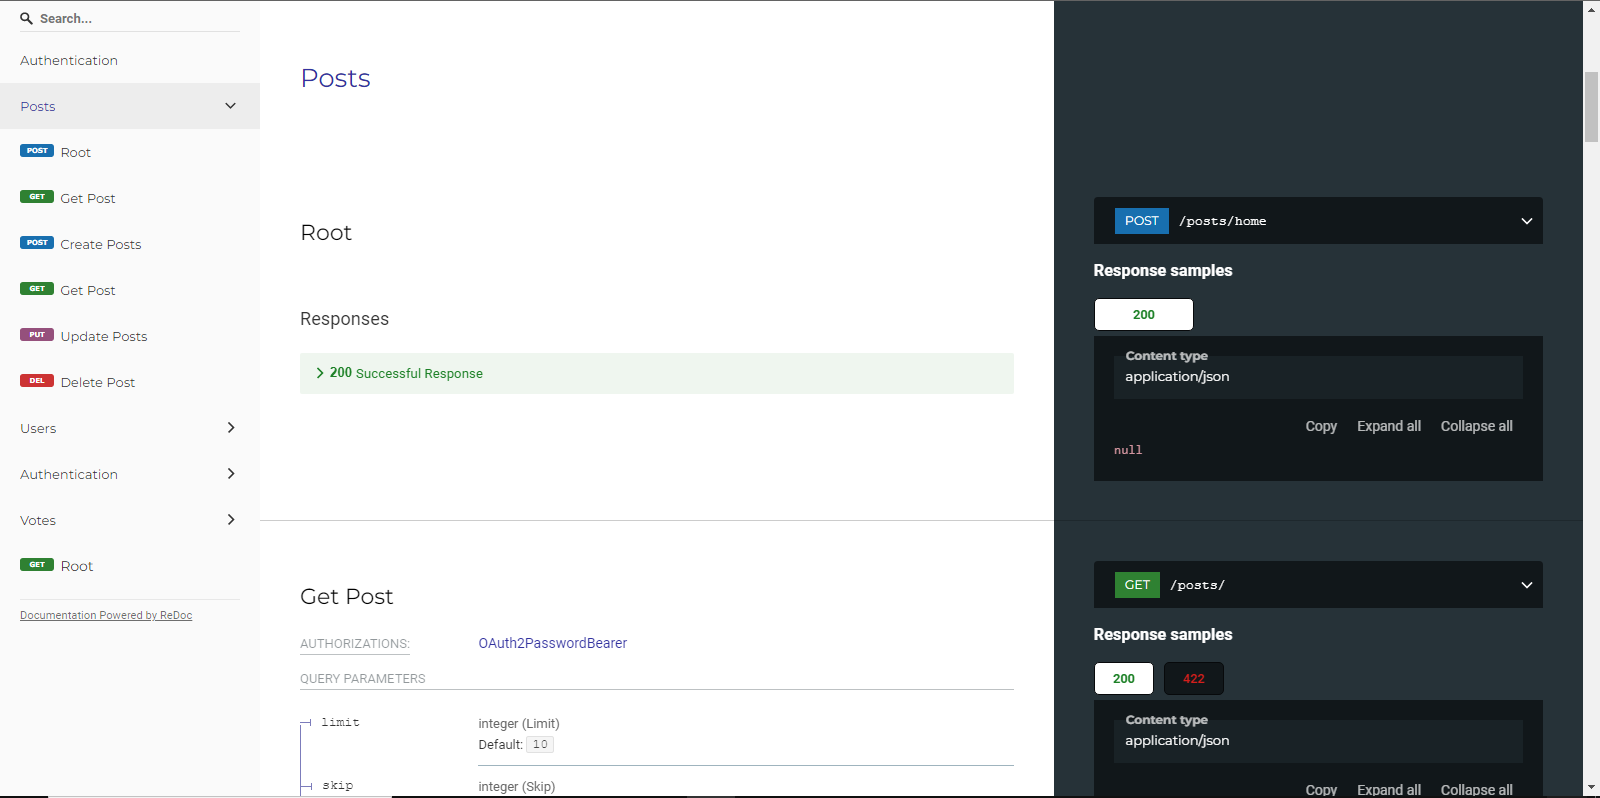 Search...
Authentication
Posts
POST Root
GET Get Post
POST Create Posts
GET Get Post
PUT Update Posts
DEL Delete Post
Users
Authentication
Votes
GET Root
Documentation Powered by ReDoc
Posts
Root
Responses
200 Successful Response
POST /posts/home
Response samples
200
Content type
application/json
Copy Expand all Collapse all
null
Get Post
AUTHORIZATIONS: OAuth2PasswordBearer
QUERY PARAMETERS
limit integer (Limit)
Default: 10
skip integer (Skip)
GET /posts/
Response samples
200 422
Content type
application/json
Copy Expand all Collapse all